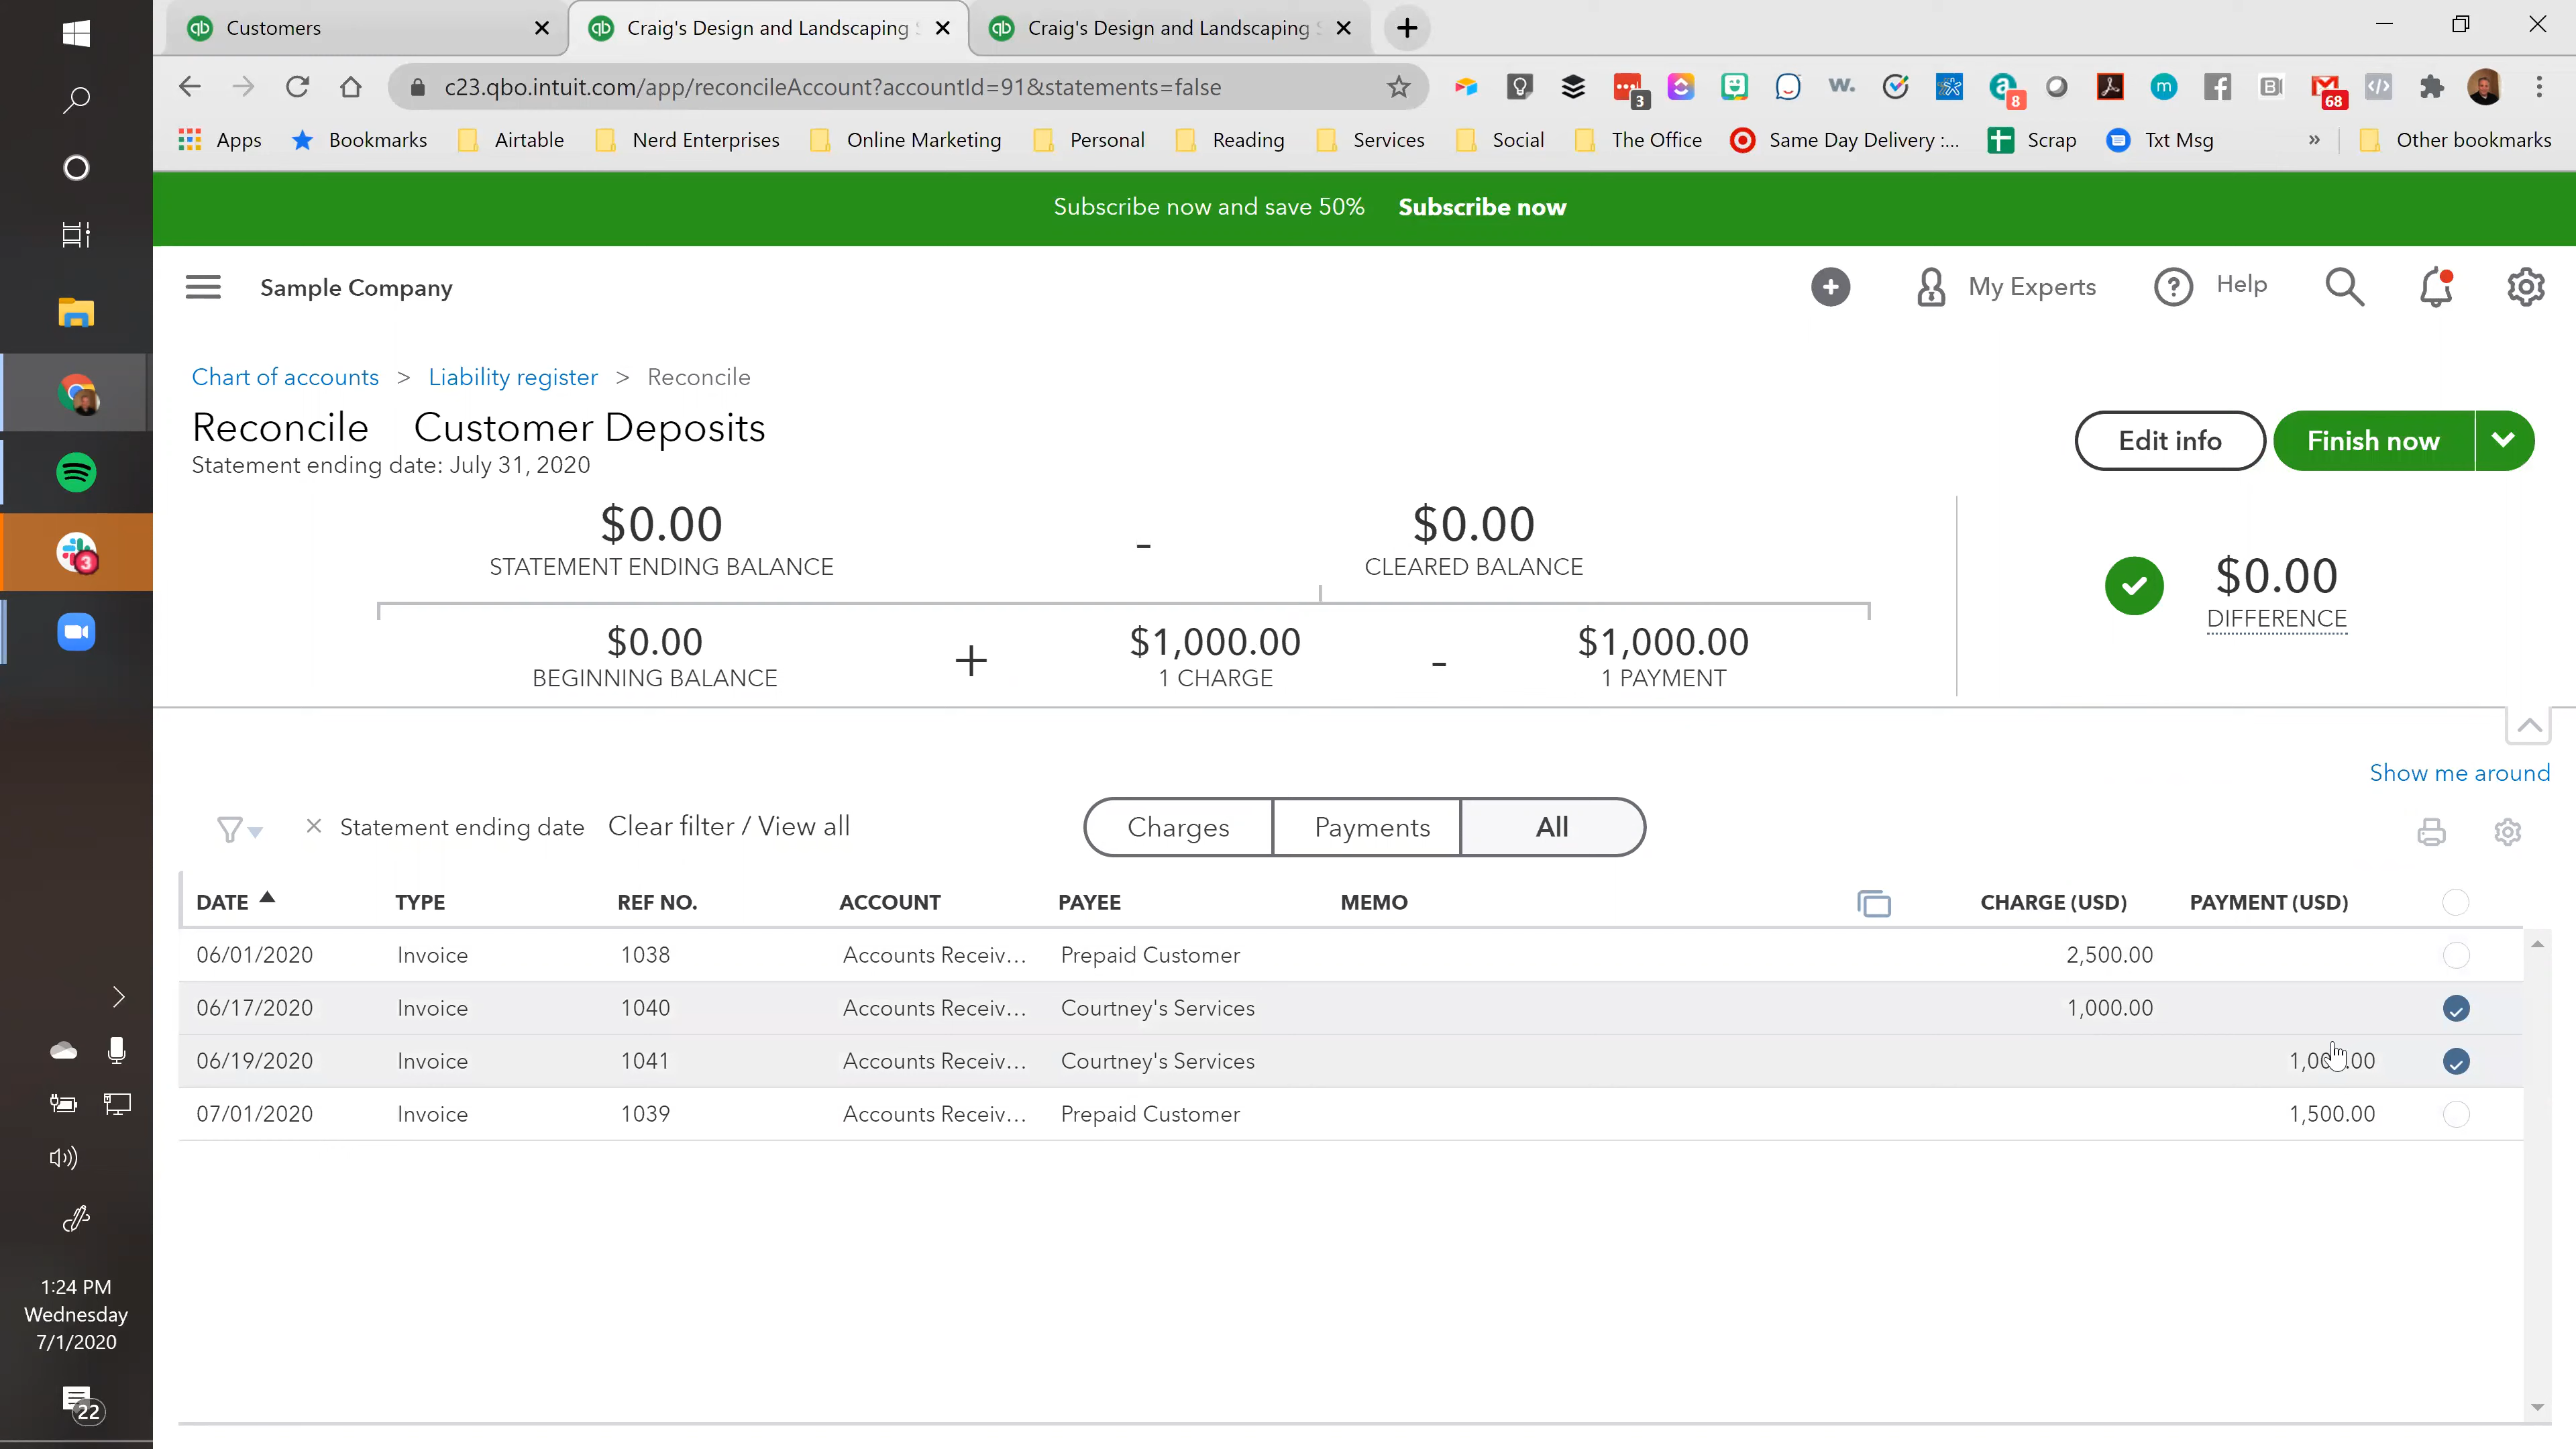 Customers
Craig's Design and Landscaping
Craig's Design and Landscaping
c23.qbo.intuit.com/app/reconcileAccount?accountId=91&statements=false
3
w.
8
m
68
Apps
Bookmarks
Airtable
Nerd Enterprises
Online Marketing
Personal
Reading
Services
Social
The Office
Same Day Delivery :...
Scrap
Txt Msg
»
Other bookmarks
Subscribe now and save 50% Subscribe now
Sample Company
My Experts
Help
Chart of accounts > Liability register > Reconcile
Reconcile Customer Deposits
Edit info
Finish now
Statement ending date: July 31, 2020
$0.00
STATEMENT ENDING BALANCE
-
$0.00
CLEARED BALANCE
$0.00
DIFFERENCE
$0.00
BEGINNING BALANCE
+
$1,000.00
1 CHARGE
-
$1,000.00
1 PAYMENT
Show me around
Statement ending date Clear filter / View all
Charges
Payments
All
DATE TYPE REF NO. ACCOUNT PAYEE MEMO CHARGE (USD) PAYMENT (USD)
06/01/2020 Invoice 1038 Accounts Receiv... Prepaid Customer 2,500.00
06/17/2020 Invoice 1040 Accounts Receiv... Courtney's Services 1,000.00
06/19/2020 Invoice 1041 Accounts Receiv... Courtney's Services 1,000.00
07/01/2020 Invoice 1039 Accounts Receiv... Prepaid Customer 1,500.00
3
1:24 PM
Wednesday
7/1/2020
22